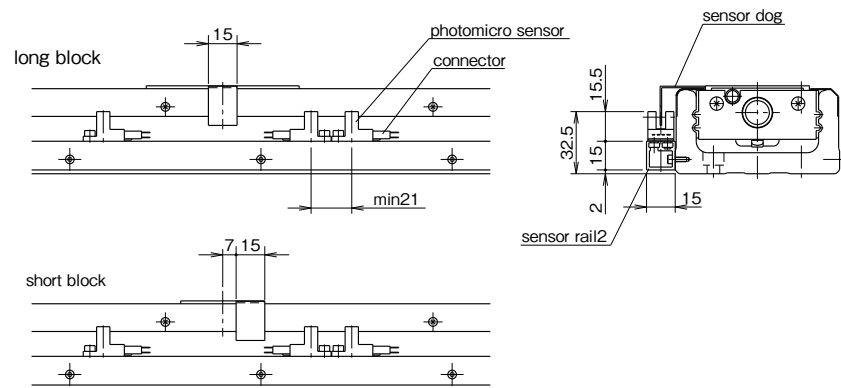 15
photomicro sensor
long block
connector
min21
sensor dog
15.5
32.5
15
2
15
sensor rail2
7 15
short block